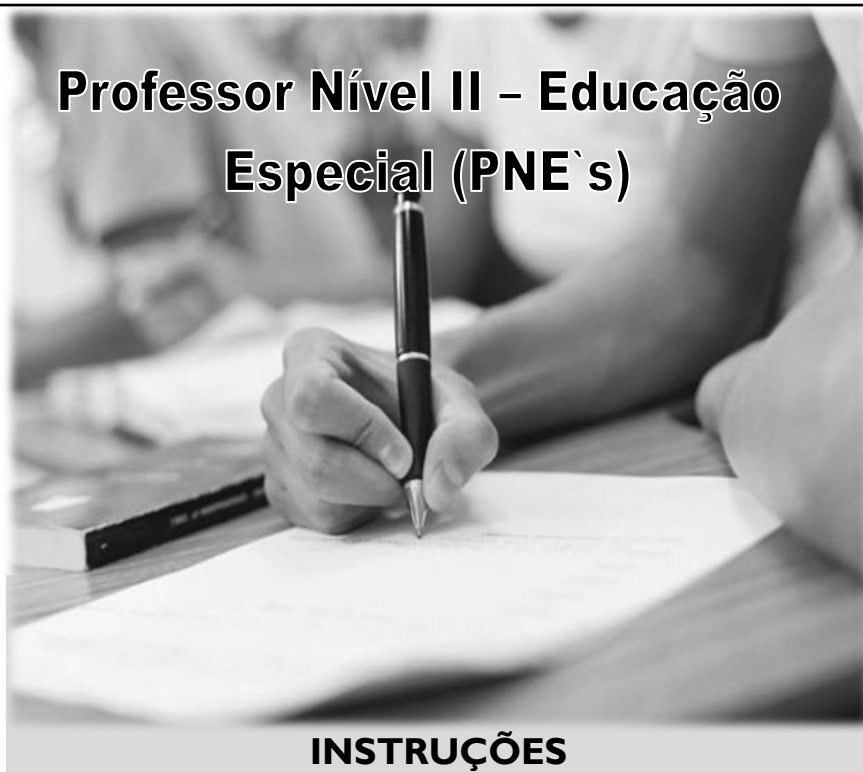 Professor Nível II – Educação
Especial (PNE`s)
INSTRUÇÕES